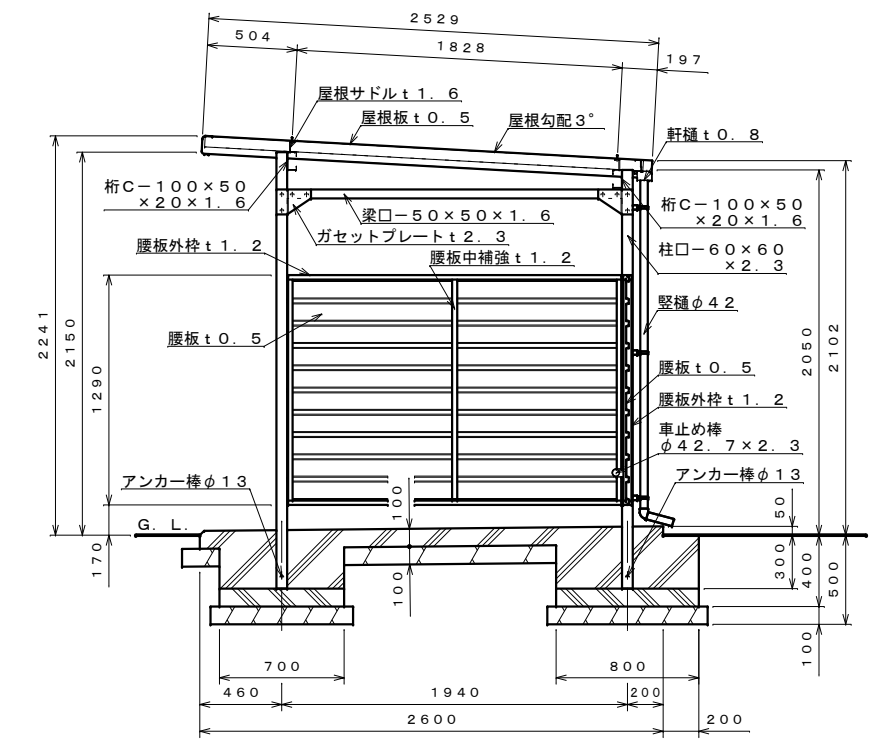 2529
504
1828
197
屋根サドルｔ１．６
屋根板ｔ０．５
屋根勾配３°
軒樋ｔ０．８
桁Ｃ－１００×５０
×２０×１．６
梁口－５０×５０×１．６
ガセットプレートｔ２．３
桁Ｃ－１００×５０
×２０×１．６
柱口－６０×６０
×２．３
腰板外枠ｔ１．２
腰板中補強ｔ１．２
竪樋φ４２
腰板ｔ０．５
腰板ｔ０．５
腰板外枠ｔ１．２
車止め棒
φ４２．７×２．３
アンカー棒φ１３
アンカー棒φ１３
2241
2150
1290
170
2050
2102
G.L.
100
100
50
300
400
500
100
700
800
460
1940
200
2600
200